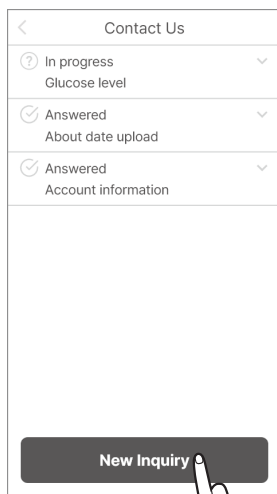 Contact Us
In progress
Glucose level
Answered
About date upload
Answered
Account information
New Inquiry